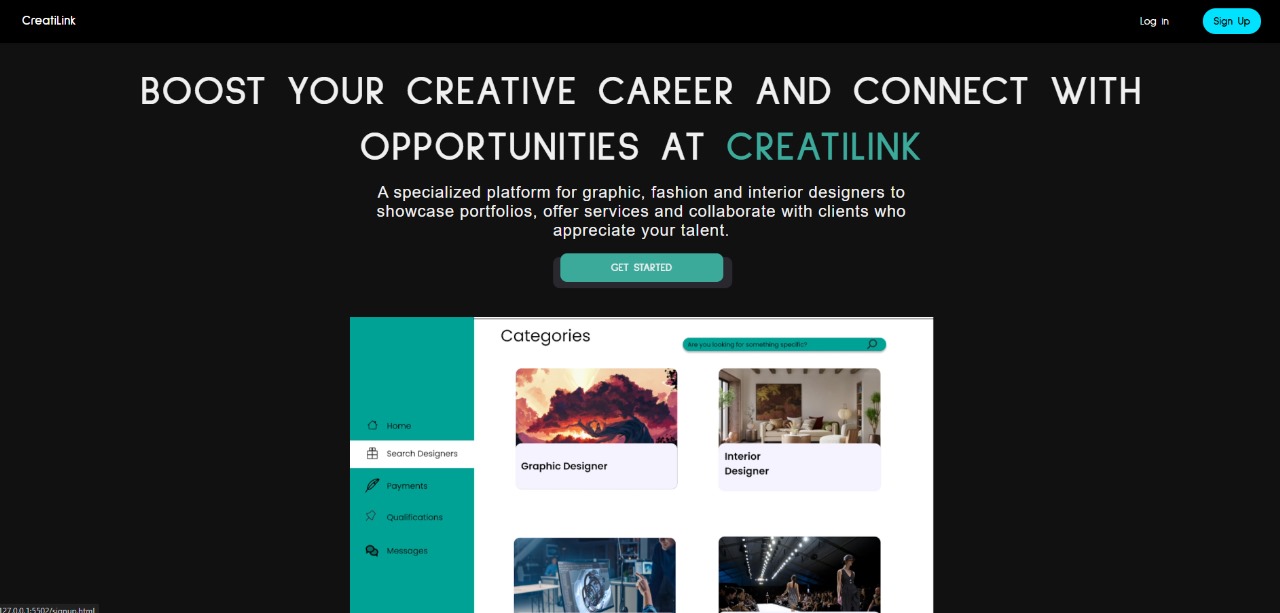 CreatiLink
Log in
Sign Up
BOOST YOUR CREATIVE CAREER AND CONNECT WITH
OPPORTUNITIES AT CREATILINK
A specialized platform for graphic, fashion and interior designers to
showcase portfolios, offer services and collaborate with clients who
appreciate your talent.
GET STARTED
Categories
Are you looking for something specific?
Home
Search Designers
Payments
Qualifications
Messages
Graphic Designer
Interior
Designer
127.0.0.1:5502/signup.html